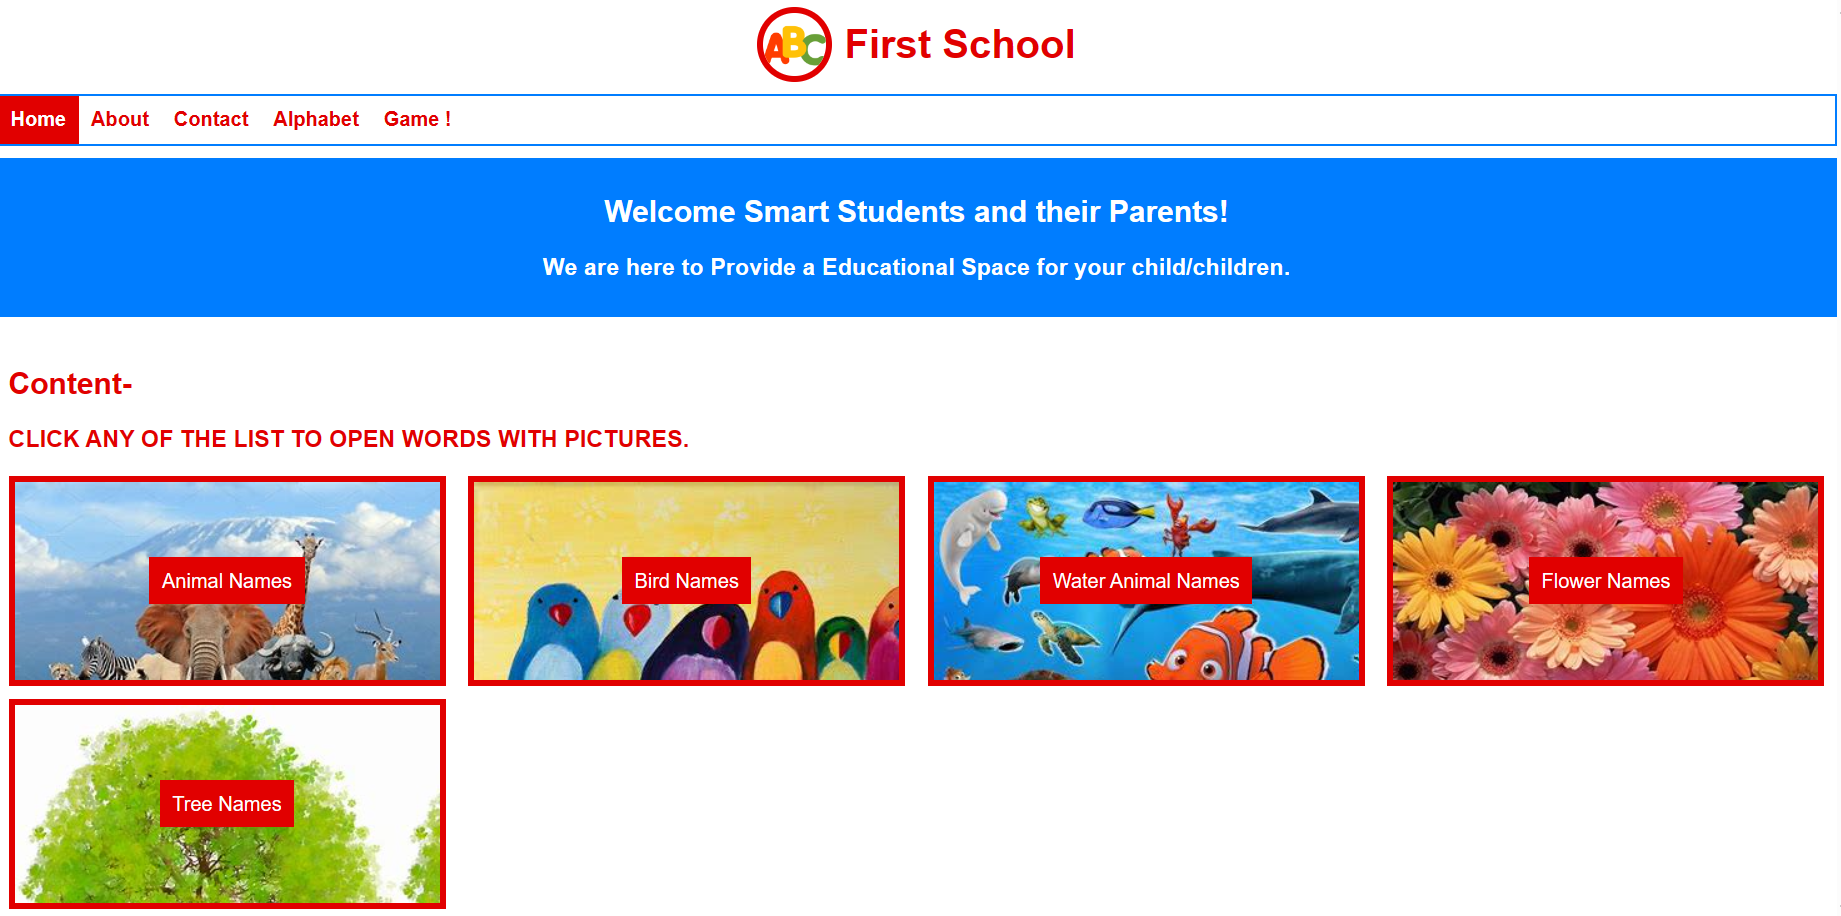 ABC First School
Home About Contact Alphabet Game !
Welcome Smart Students and their Parents!
We are here to Provide a Educational Space for your child/children.
Content-
CLICK ANY OF THE LIST TO OPEN WORDS WITH PICTURES.
Animal Names
Bird Names
Water Animal Names
Flower Names
Tree Names